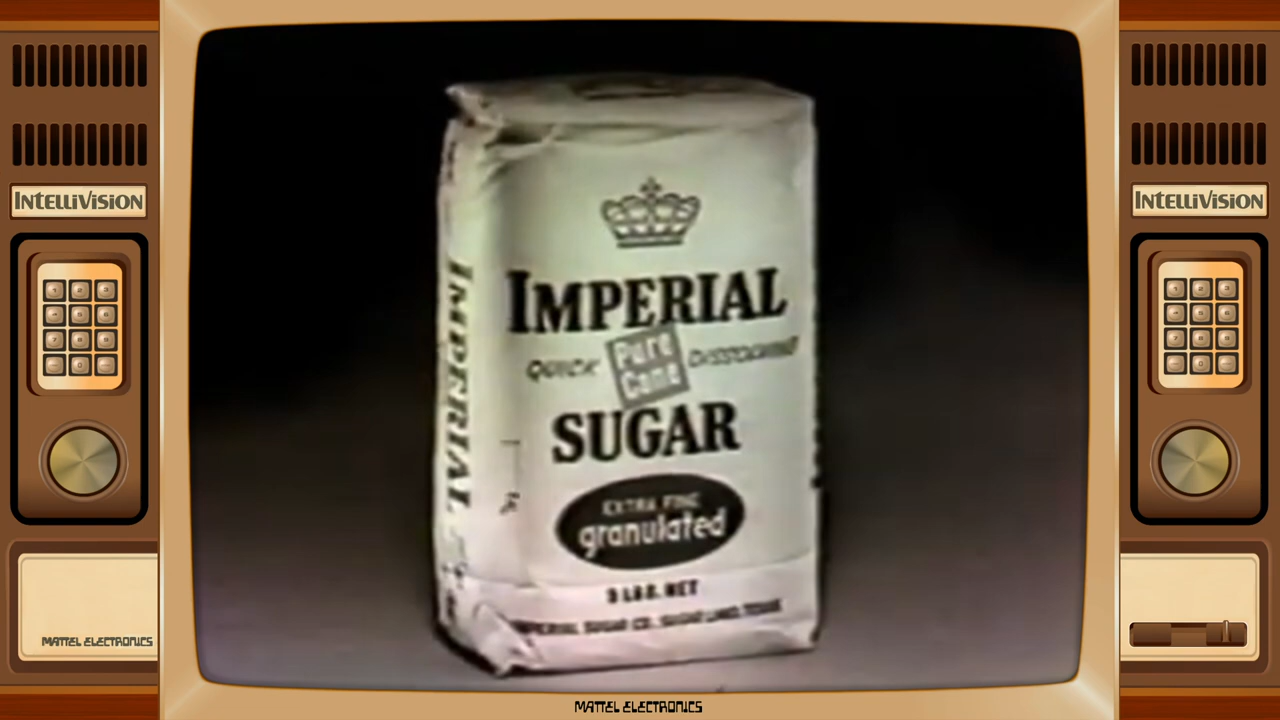 INTELLIVISION
MATTEL ELECTRONICS
IMPERIAL
IMPERIAL
QUICK Pure Cane DISSOLVING
SUGAR
EXTRA FINE
granulated
5 LBS. NET
IMPERIAL SUGAR CO. SUGAR LAND, TEXAS
MATTEL ELECTRONICS
INTELLIVISION